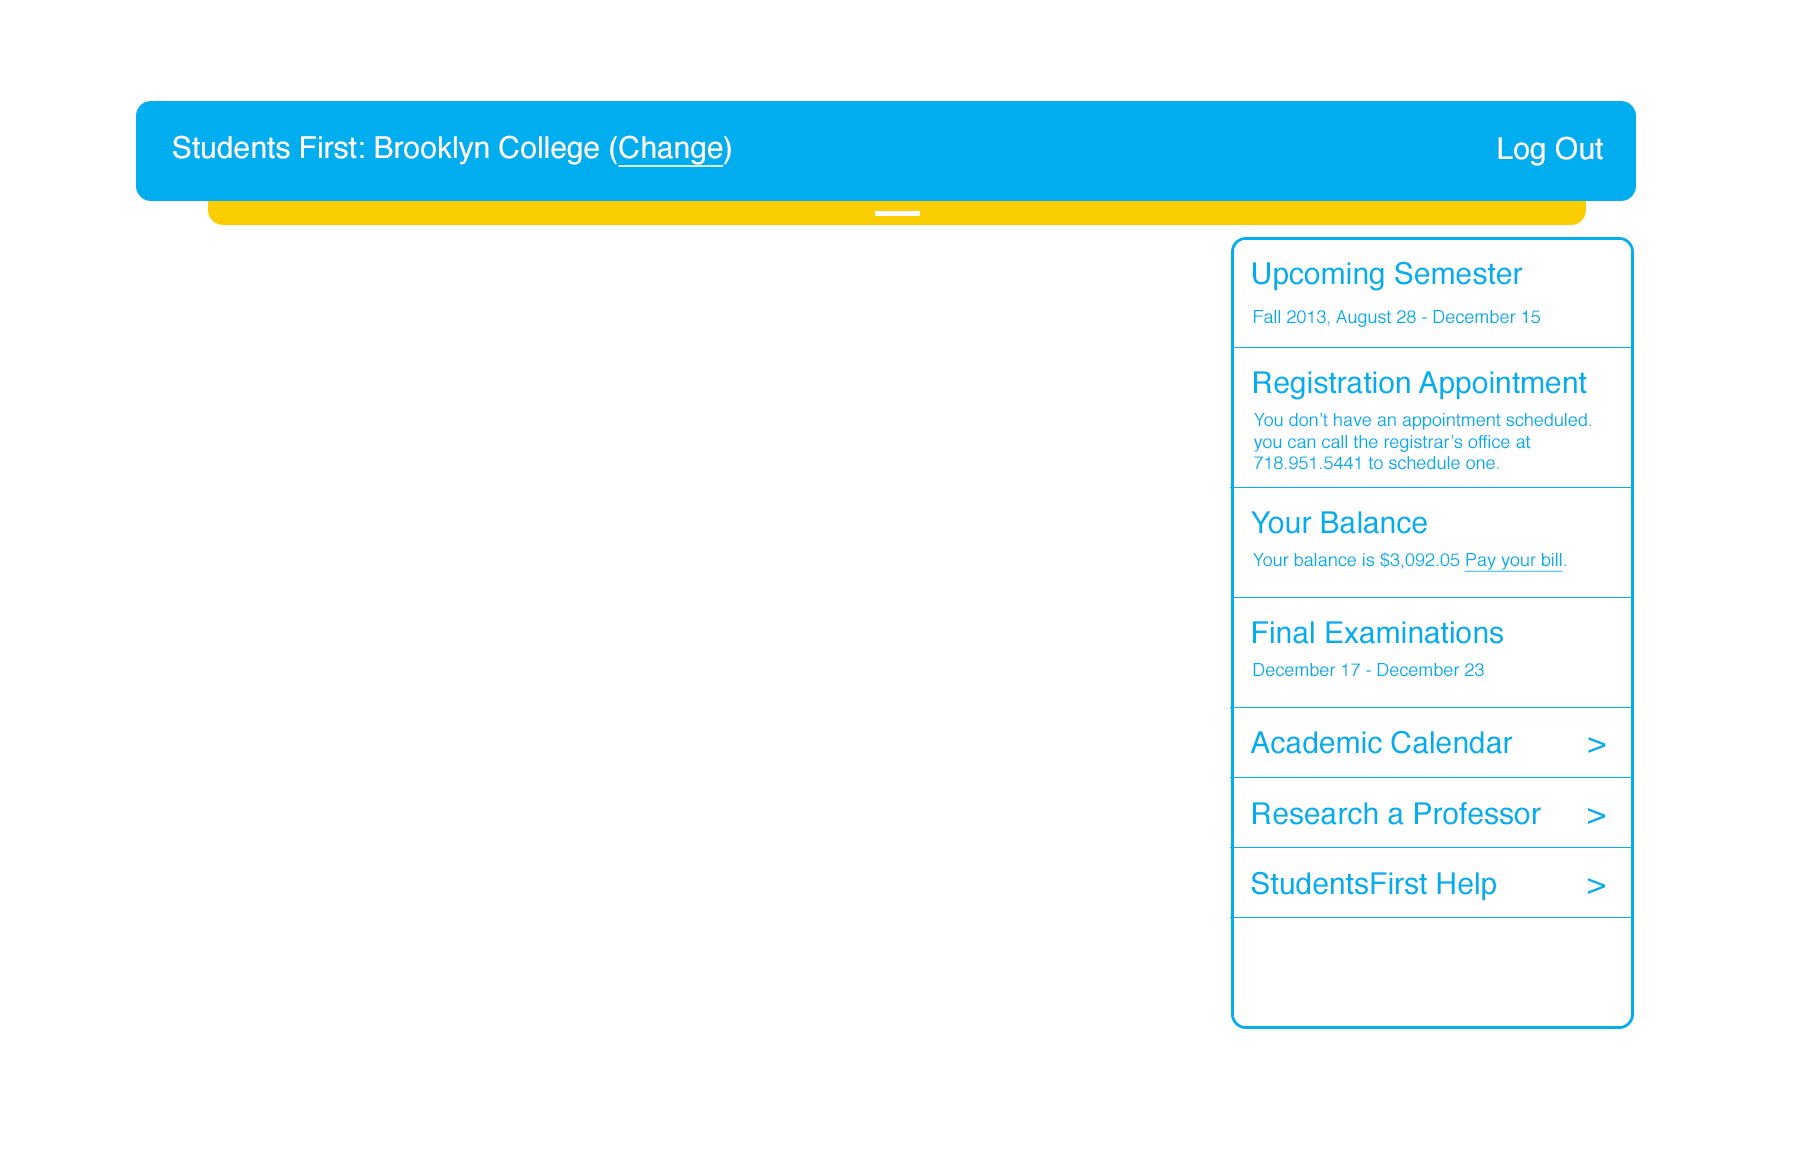 Students First: Brooklyn College (Change)
Log Out
Upcoming Semester
Fall 2013, August 28 - December 15
Registration Appointment
You don’t have an appointment scheduled.
you can call the registrar’s office at
718.951.5441 to schedule one.
Your Balance
Your balance is $3,092.05 Pay your bill.
Final Examinations
December 17 - December 23
Academic Calendar >
Research a Professor >
StudentsFirst Help >